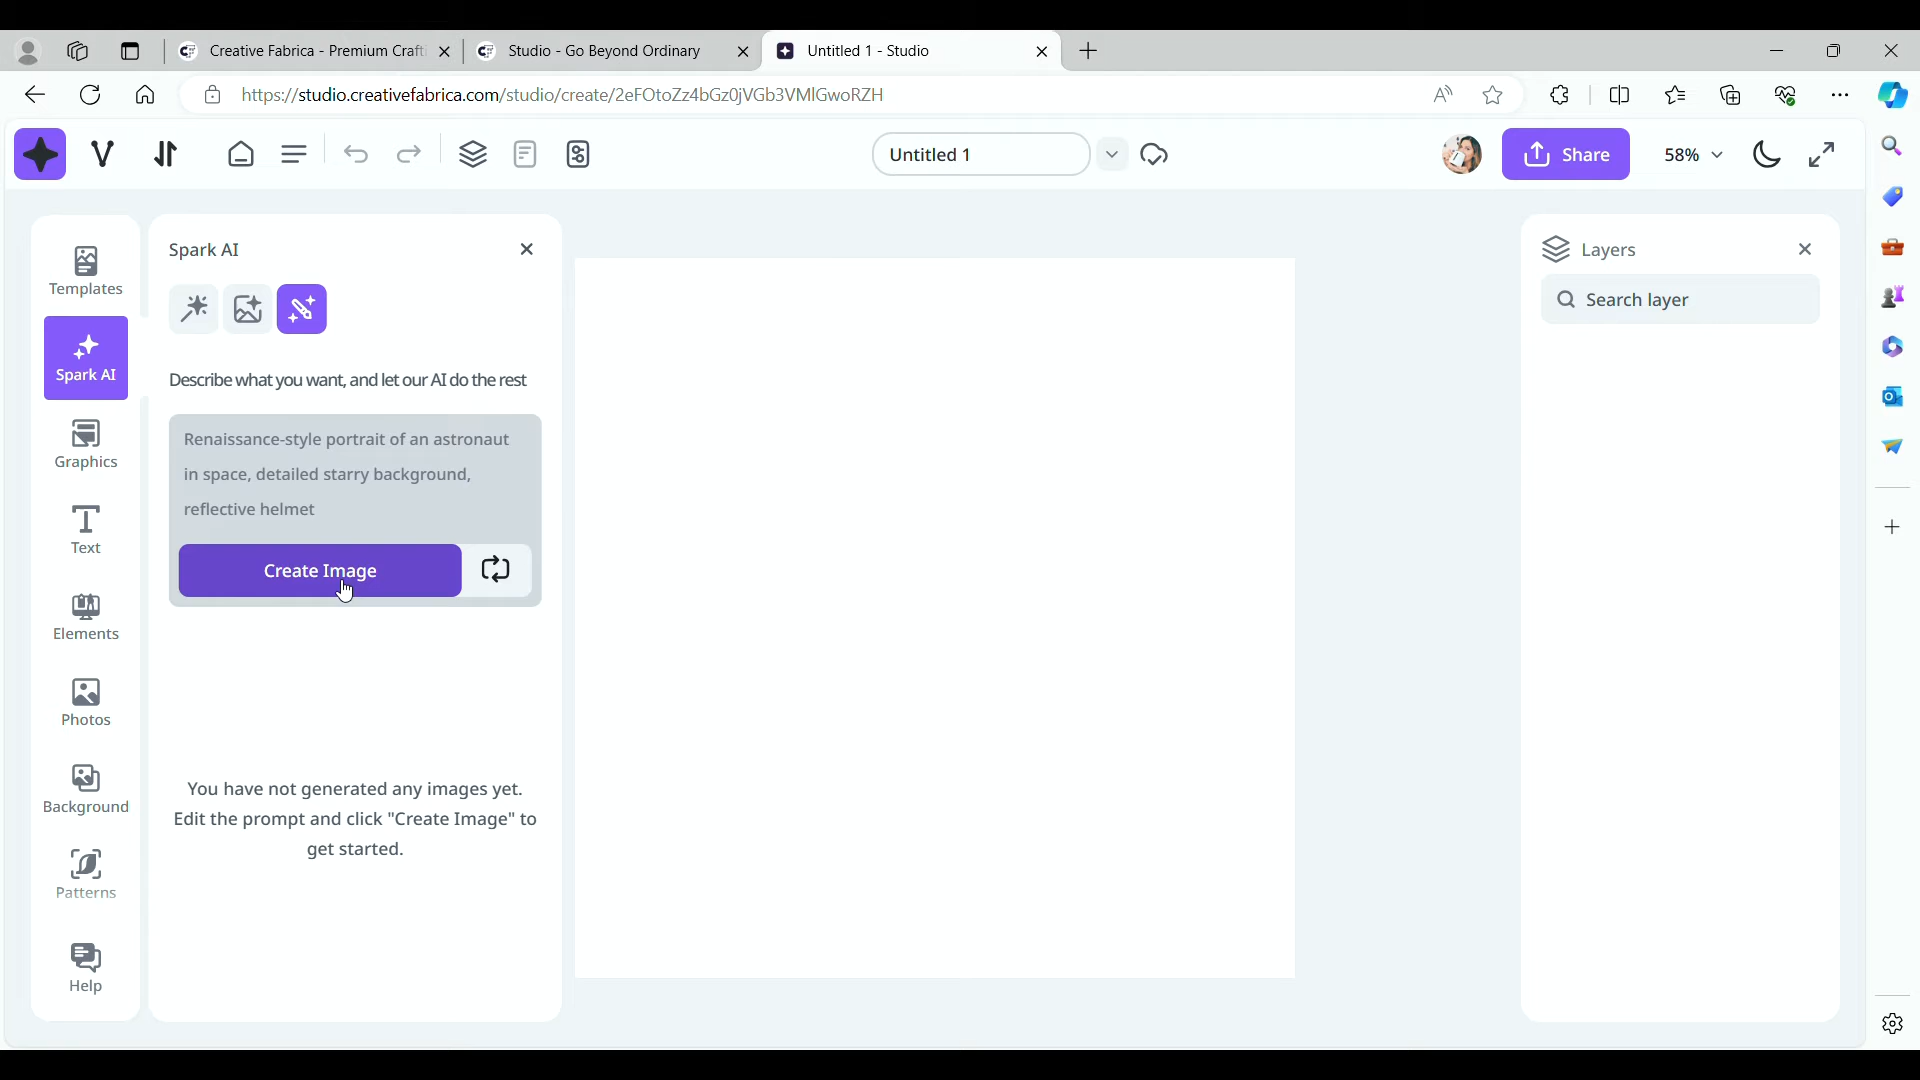 Creative Fabrica - Premium Crafti
Studio - Go Beyond Ordinary
Untitled 1 - Studio
https://studio.creativefabrica.com/studio/create/2eFOtoZz4bGz0jVGb3VMlGwoRZH
Untitled 1
Share
58%
Templates
Spark AI
Graphics
Text
Elements
Photos
Background
Patterns
Help
Spark AI
Describe what you want, and let our AI do the rest
Renaissance-style portrait of an astronaut
in space, detailed starry background,
reflective helmet
Create Image
You have not generated any images yet.
Edit the prompt and click "Create Image" to
get started.
Layers
Search layer